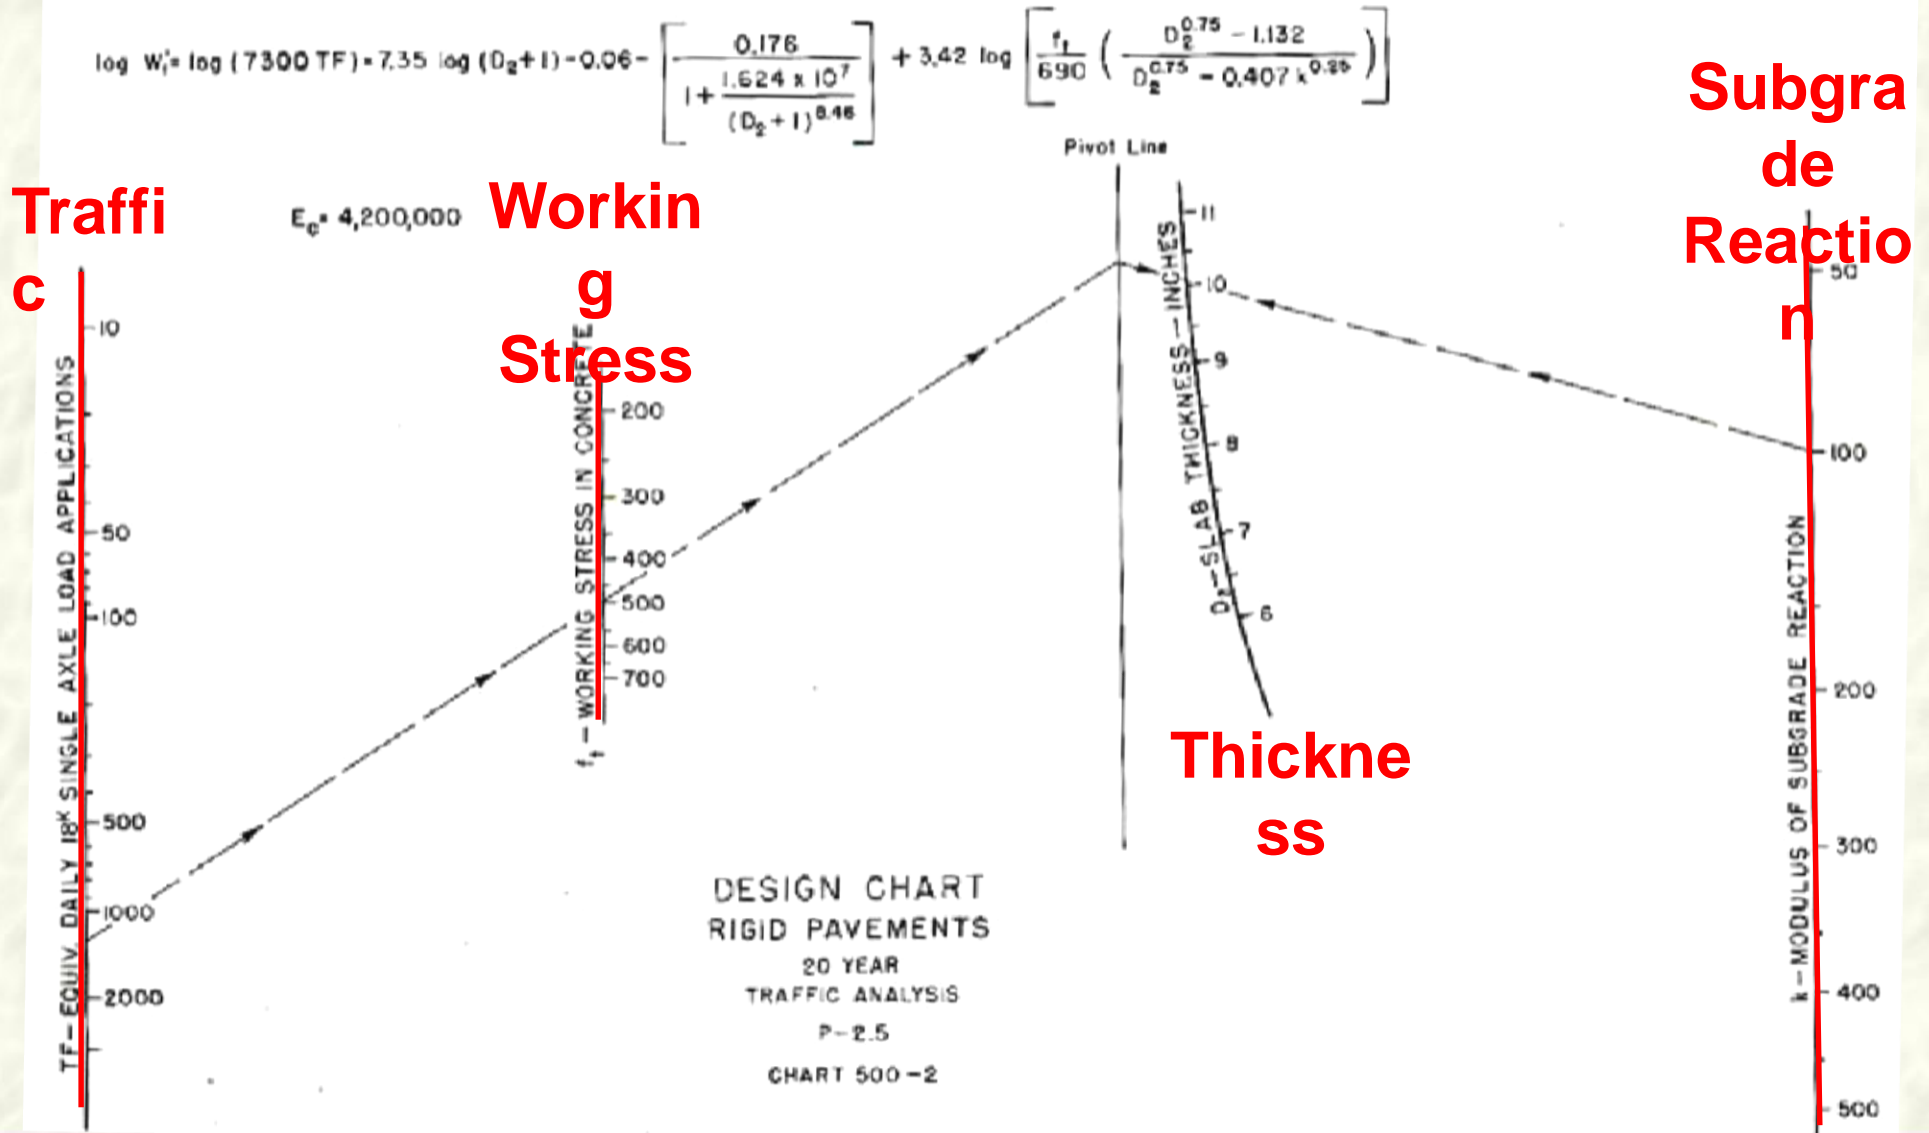 log W₁'= log (7300 TF) = 7.35 log (D₂+1) - 0.06 - [ 0.176 / ( 1 + 1.624 x 10⁷ / (D₂+1)^8.46 ) ] + 3.42 log [ f₁/690 ( ( D₂^0.75 - 1.132 ) / ( D₂^0.75 - 0.407 k^0.25 ) ) ]
Subgra
de
Reactio
n
Pivot Line
Traffi
c
E꜀= 4,200,000
Workin
g
Stress
TF-EQUIV. DAILY 18ᴷ SINGLE AXLE LOAD APPLICATIONS
10
50
100
500
1000
2000
f₁-WORKING STRESS IN CONCRETE
200
300
400
500
600
700
D₂-SLAB THICKNESS-INCHES
11
10
9
8
7
6
Thickne
ss
k-MODULUS OF SUBGRADE REACTION
50
100
200
300
400
500
DESIGN CHART
RIGID PAVEMENTS
20 YEAR
TRAFFIC ANALYSIS
P-2.5
CHART 500-2